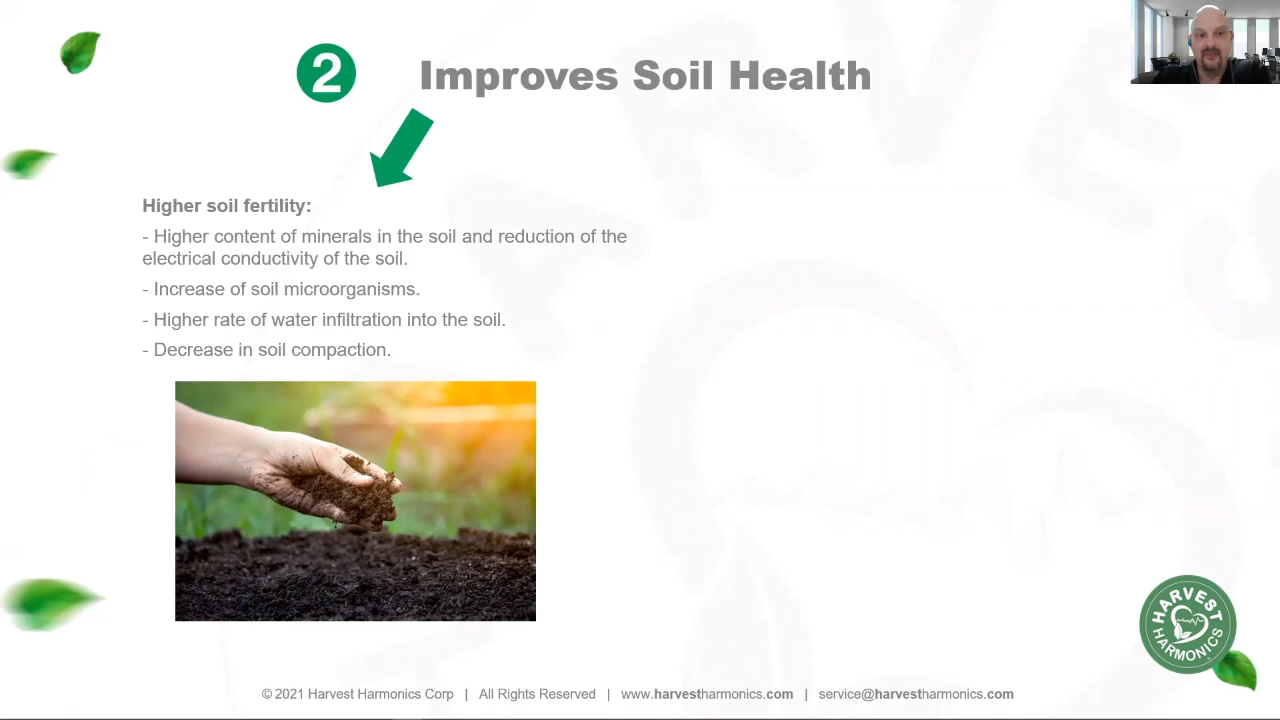 2 Improves Soil Health
Higher soil fertility:
- Higher content of minerals in the soil and reduction of the
electrical conductivity of the soil.
- Increase of soil microorganisms.
- Higher rate of water infiltration into the soil.
- Decrease in soil compaction.
HARVEST
HARMONICS
© 2021 Harvest Harmonics Corp | All Rights Reserved | www.harvestharmonics.com | service@harvestharmonics.com